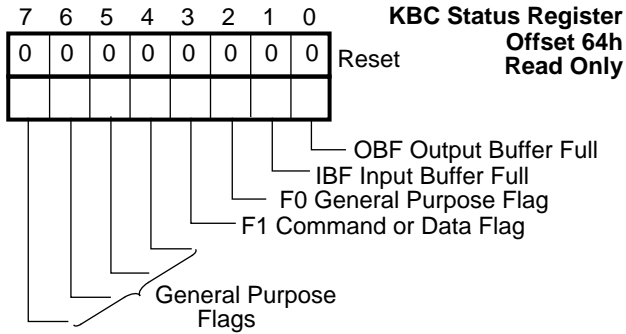 7 6 5 4 3 2 1 0
KBC Status Register
Offset 64h
Read Only
0 0 0 0 0 0 0 0 Reset
OBF Output Buffer Full
IBF Input Buffer Full
F0 General Purpose Flag
F1 Command or Data Flag
General Purpose
Flags